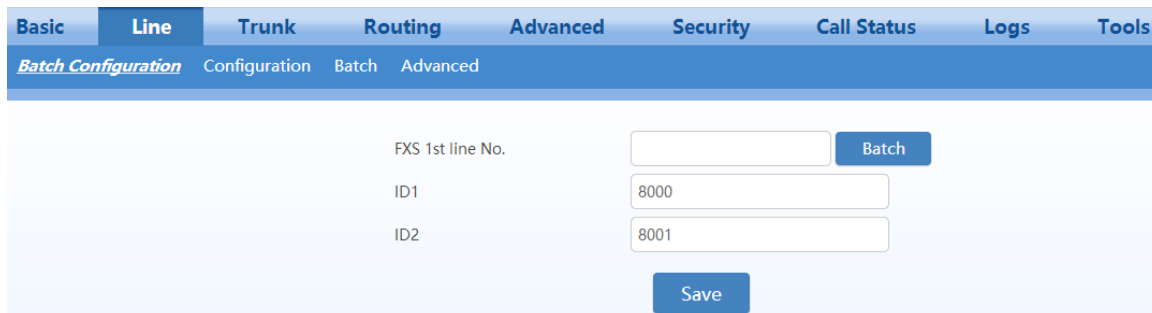 Basic Line Trunk Routing Advanced Security Call Status Logs Tools
Batch Configuration Configuration Batch Advanced
FXS 1st line No. Batch
ID1 8000
ID2 8001
Save